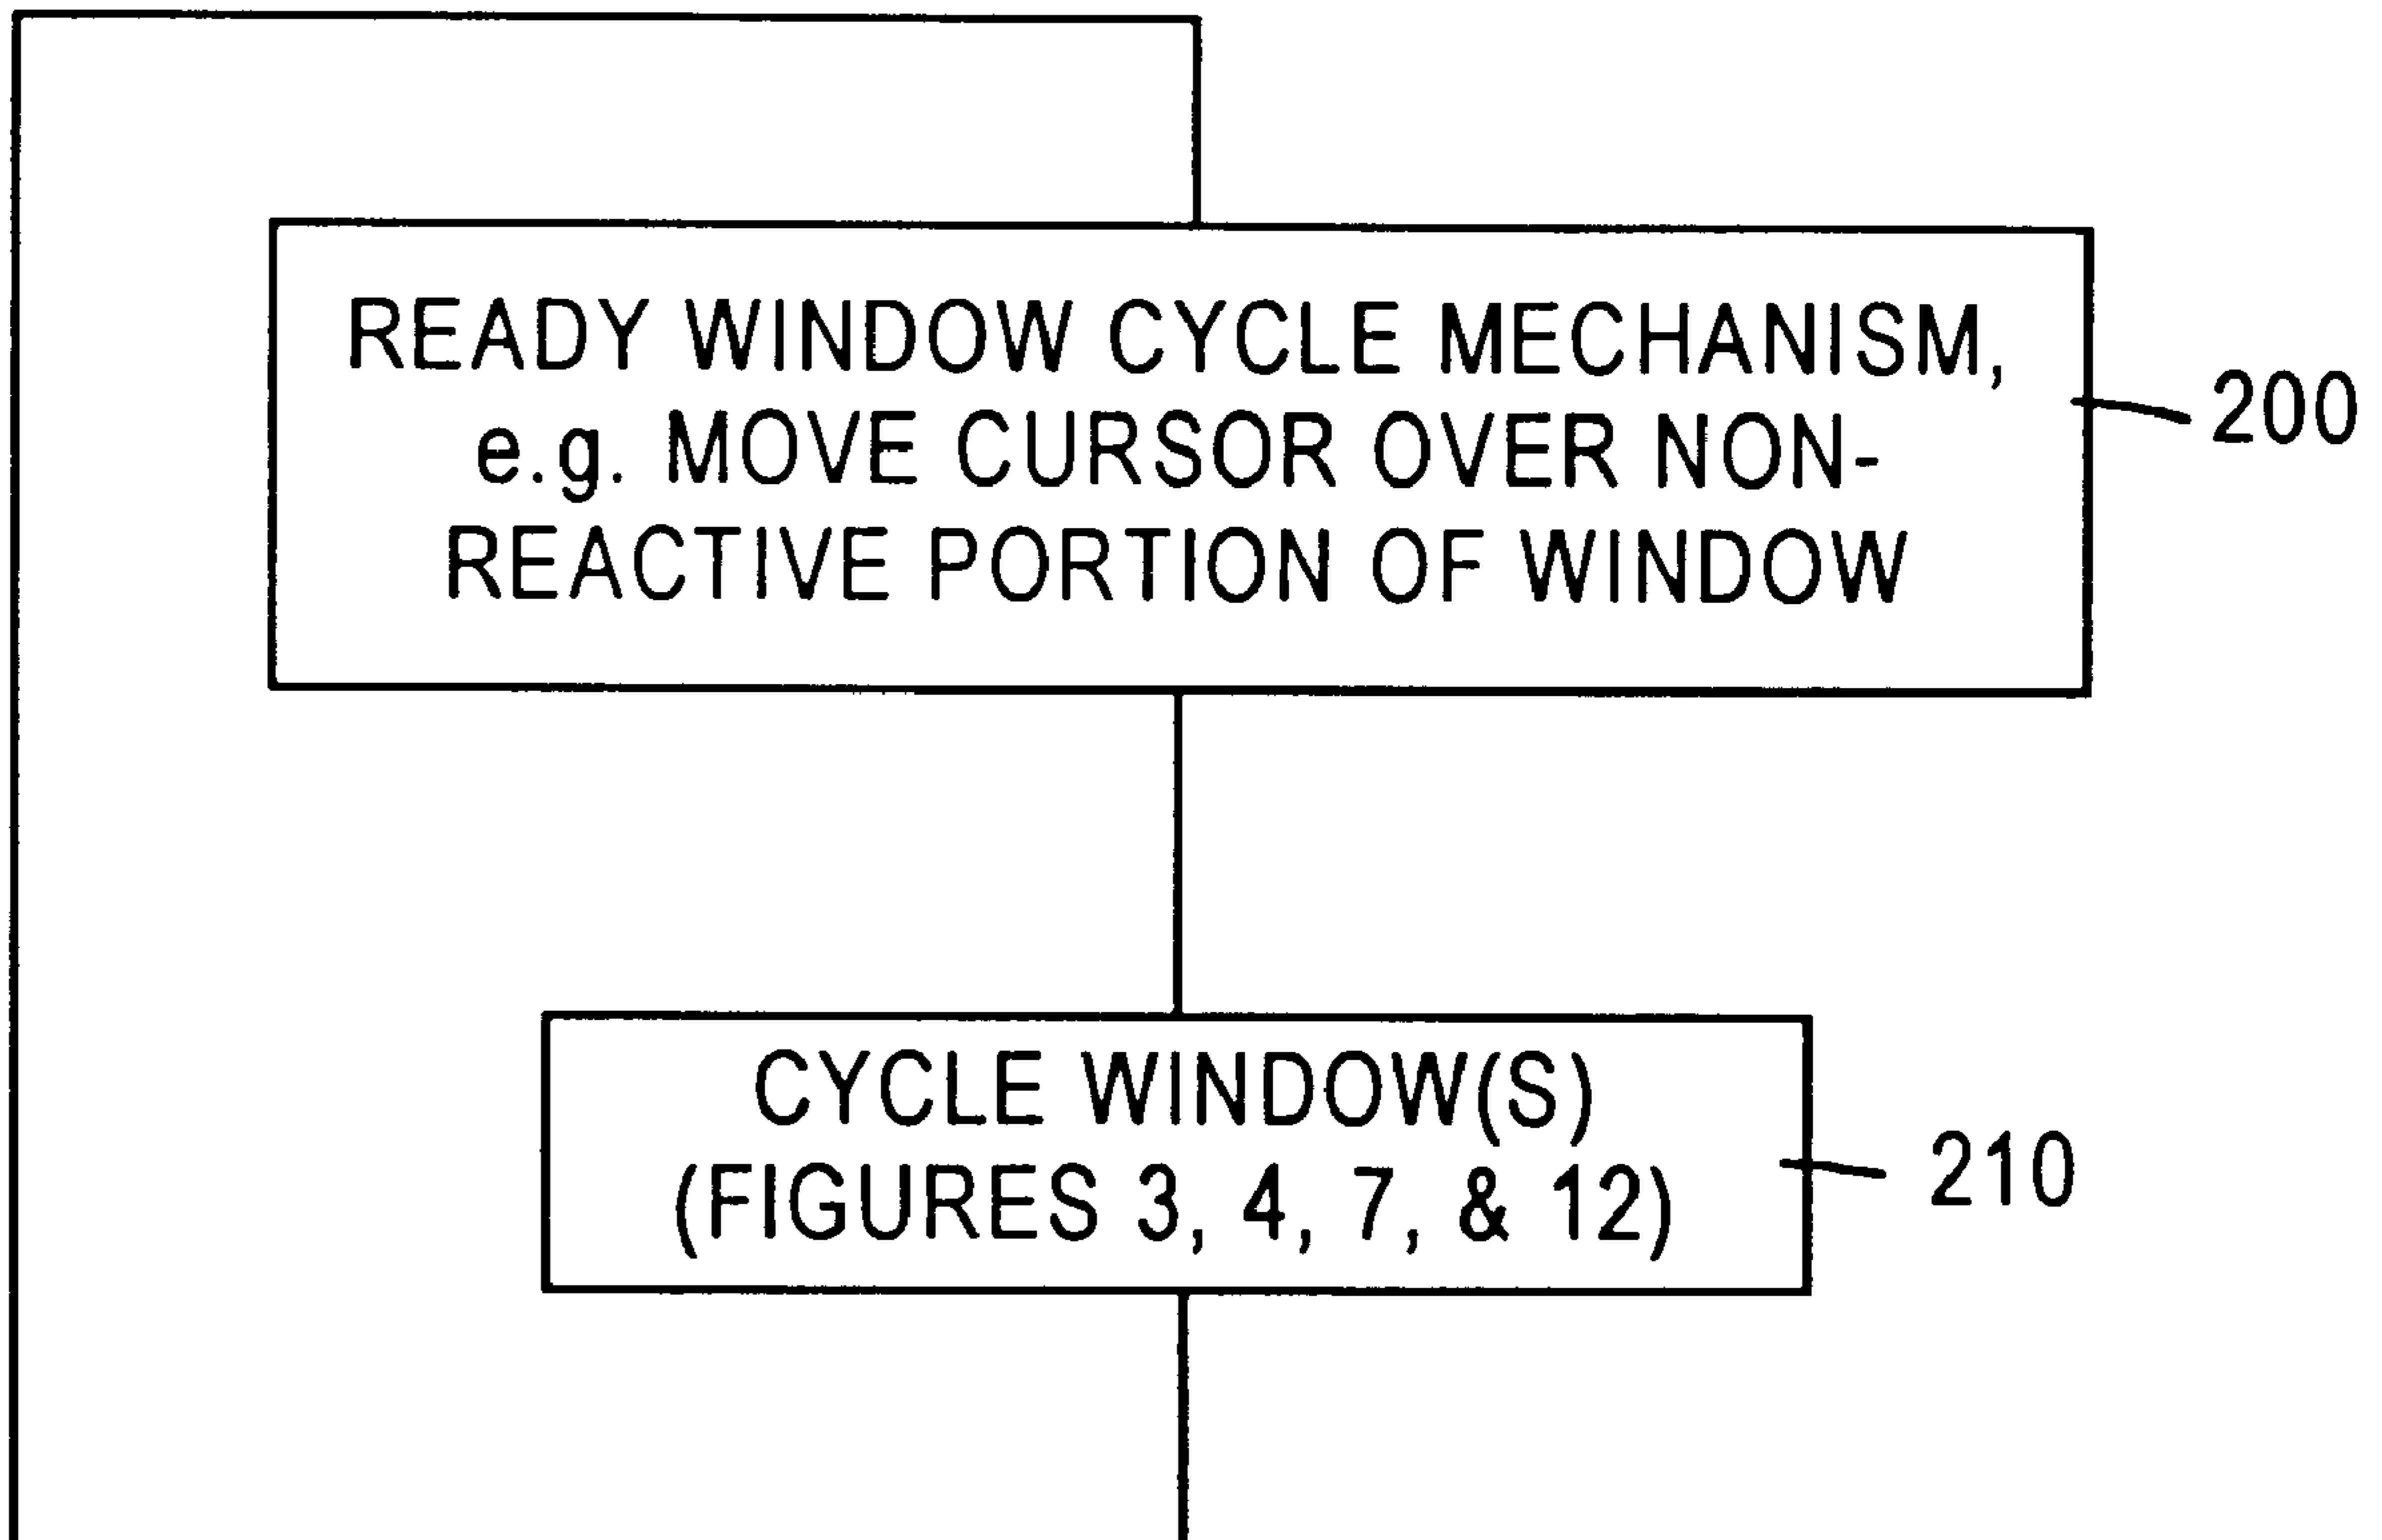 READY WINDOW CYCLE MECHANISM,
e.g. MOVE CURSOR OVER NON-
REACTIVE PORTION OF WINDOW
200
CYCLE WINDOW(S)
(FIGURES 3, 4, 7, & 12)
210